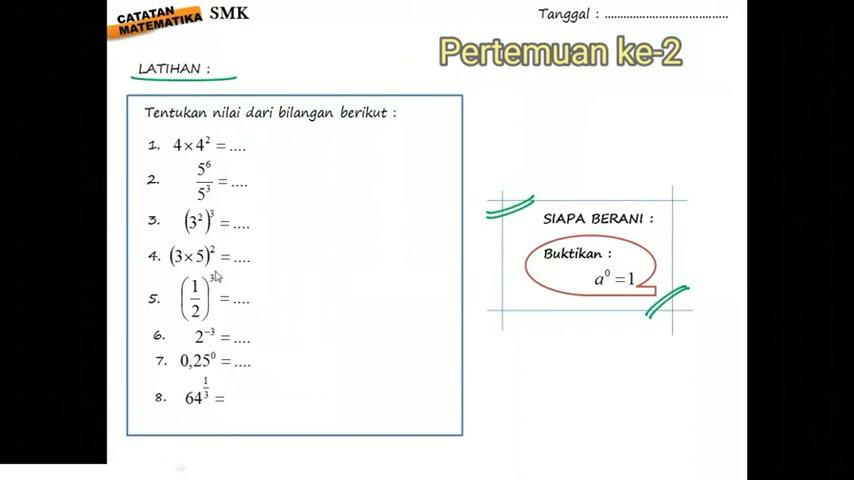 CATATAN
MATEMATIKA SMK
Tanggal : ......................................
Pertemuan ke-2
LATIHAN :
Tentukan nilai dari bilangan berikut :
1. 4 × 4² = ....
2. 5⁶/5³ = ....
3. (3²)³ = ....
4. (3 × 5)² = ....
5. (1/2)³ = ....
6. 2⁻³ = ....
7. 0,25⁰ = ....
8. 64^(1/3) =
SIAPA BERANI :
Buktikan :
a⁰ = 1